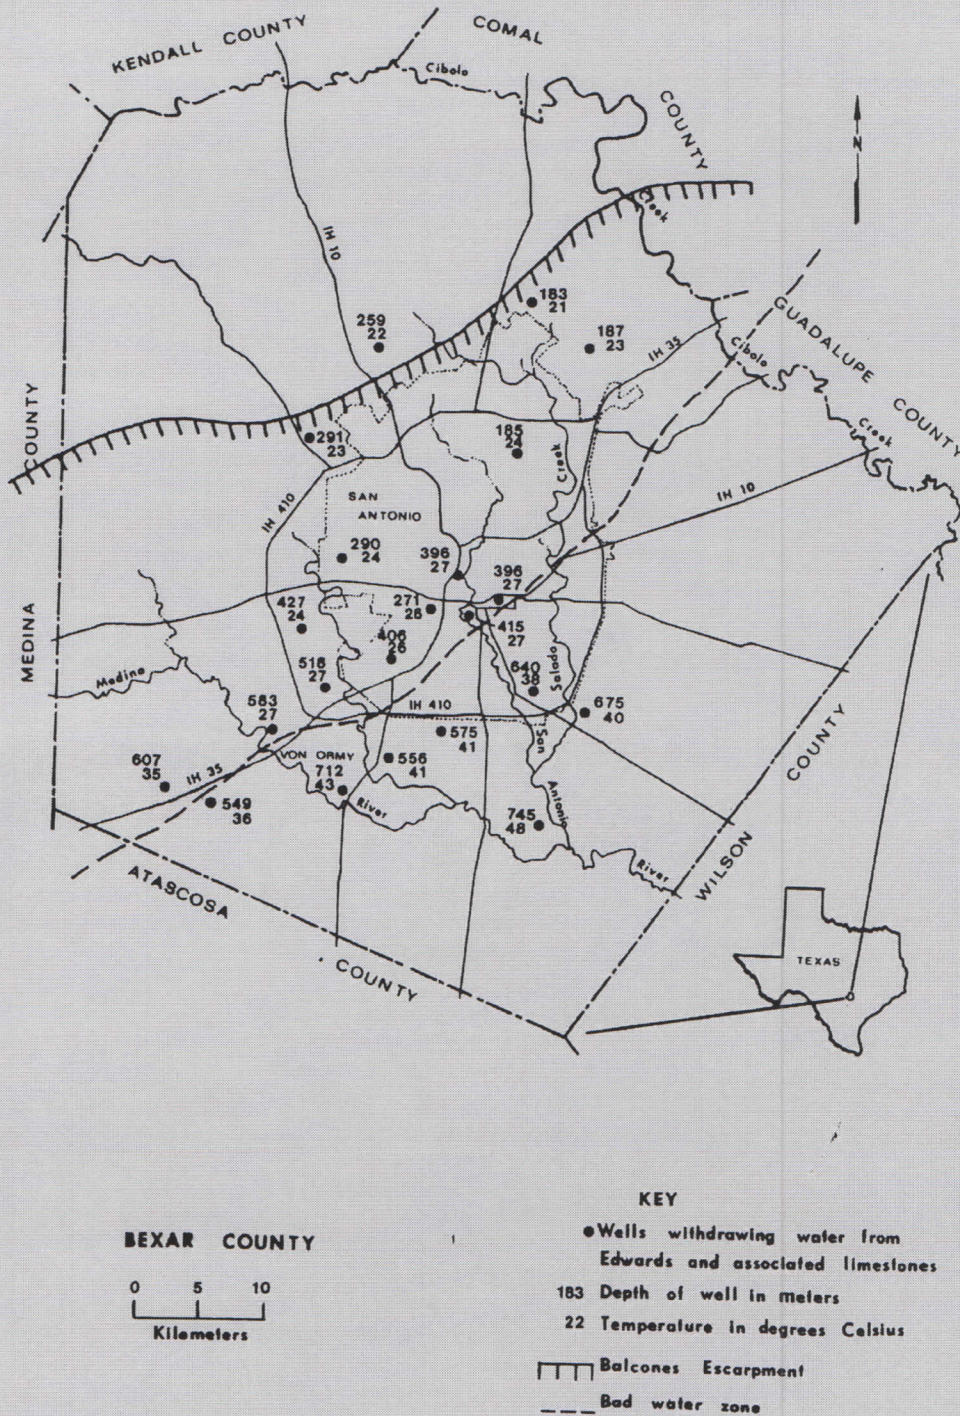 KENDALL COUNTY
COMAL
COUNTY
Cibolo
Creek
N
IH 10
183
21
259
22
187
23
IH 35
GUADALUPE
COUNTY
Cibolo
Creek
COUNTY
MEDINA
291
23
185
24
Creek
SAN
ANTONIO
IH 410
IH 10
290
24
396
27
396
27
427
24
271
26
415
27
406
26
Medina
516
27
640
38
Salado
583
27
IH 410
675
40
San
575
41
607
35
IH 35
VON ORMY
712
43
556
41
River
549
36
745
48
Antonio
River
COUNTY
WILSON
ATASCOSA
COUNTY
TEXAS
BEXAR COUNTY
0 5 10
Kilometers
KEY
Wells withdrawing water from
Edwards and associated limestones
183 Depth of well in meters
22 Temperature in degrees Celsius
Balcones Escarpment
Bad water zone